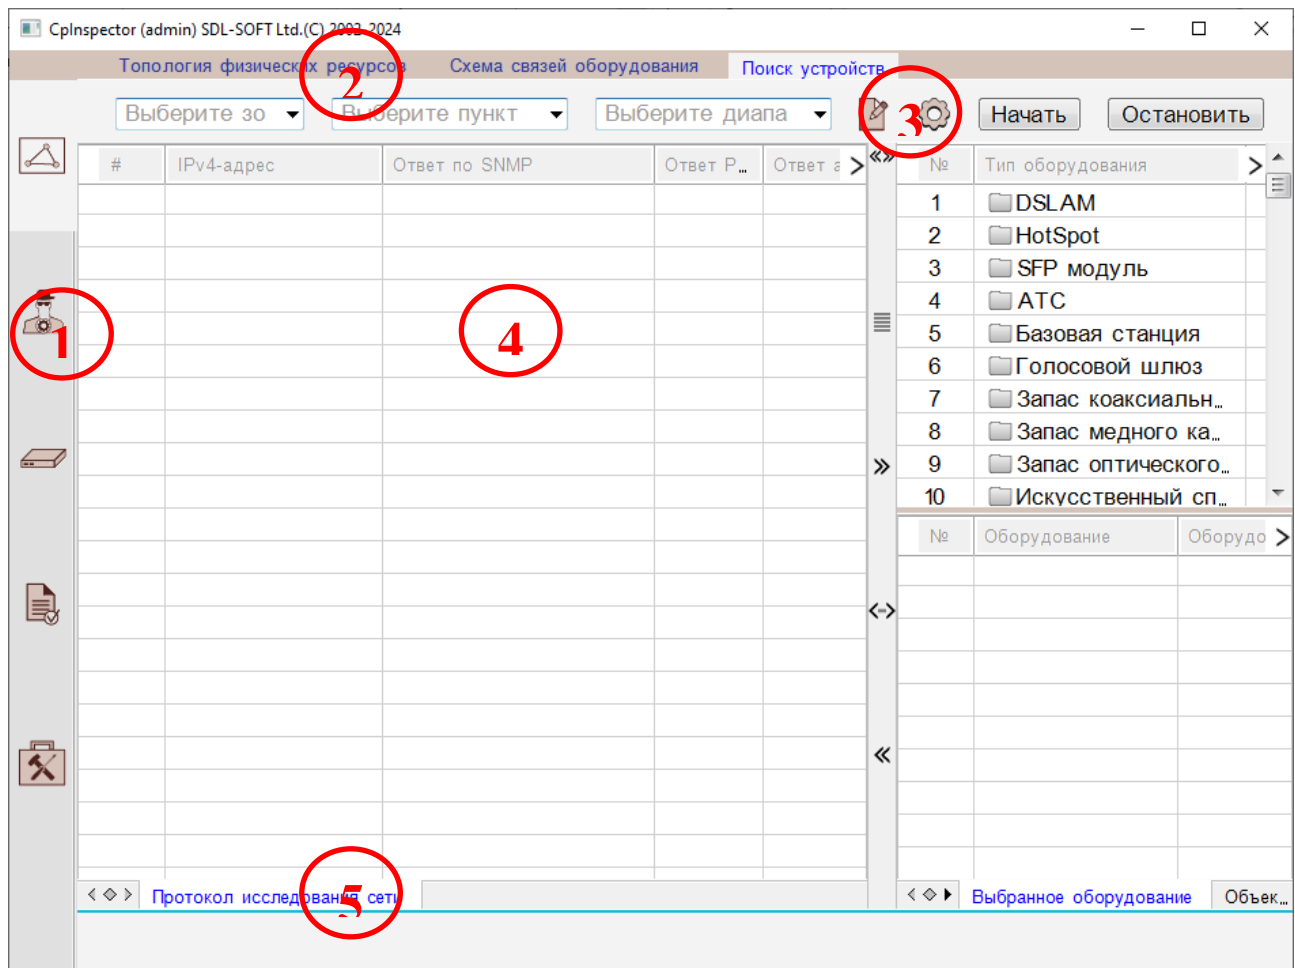 CpInspector (admin) SDL-SOFT Ltd.(C) 2002-2024
Топология физических ресурсов Схема связей оборудования Поиск устройств
2
Выберите зо Выберите пункт Выберите диапа 3 Начать Остановить
# IPv4-адрес Ответ по SNMP Ответ P... Ответ а > «» № Тип оборудования >
1 DSLAM
2 HotSpot
3 SFP модуль
4 АТС
5 Базовая станция
6 Голосовой шлюз
7 Запас коаксиальн...
8 Запас медного ка...
9 Запас оптического...
10 Искусственный сп...
1
4
№ Оборудование Оборудо >
Протокол исследования сети
5
Выбранное оборудование Объек...